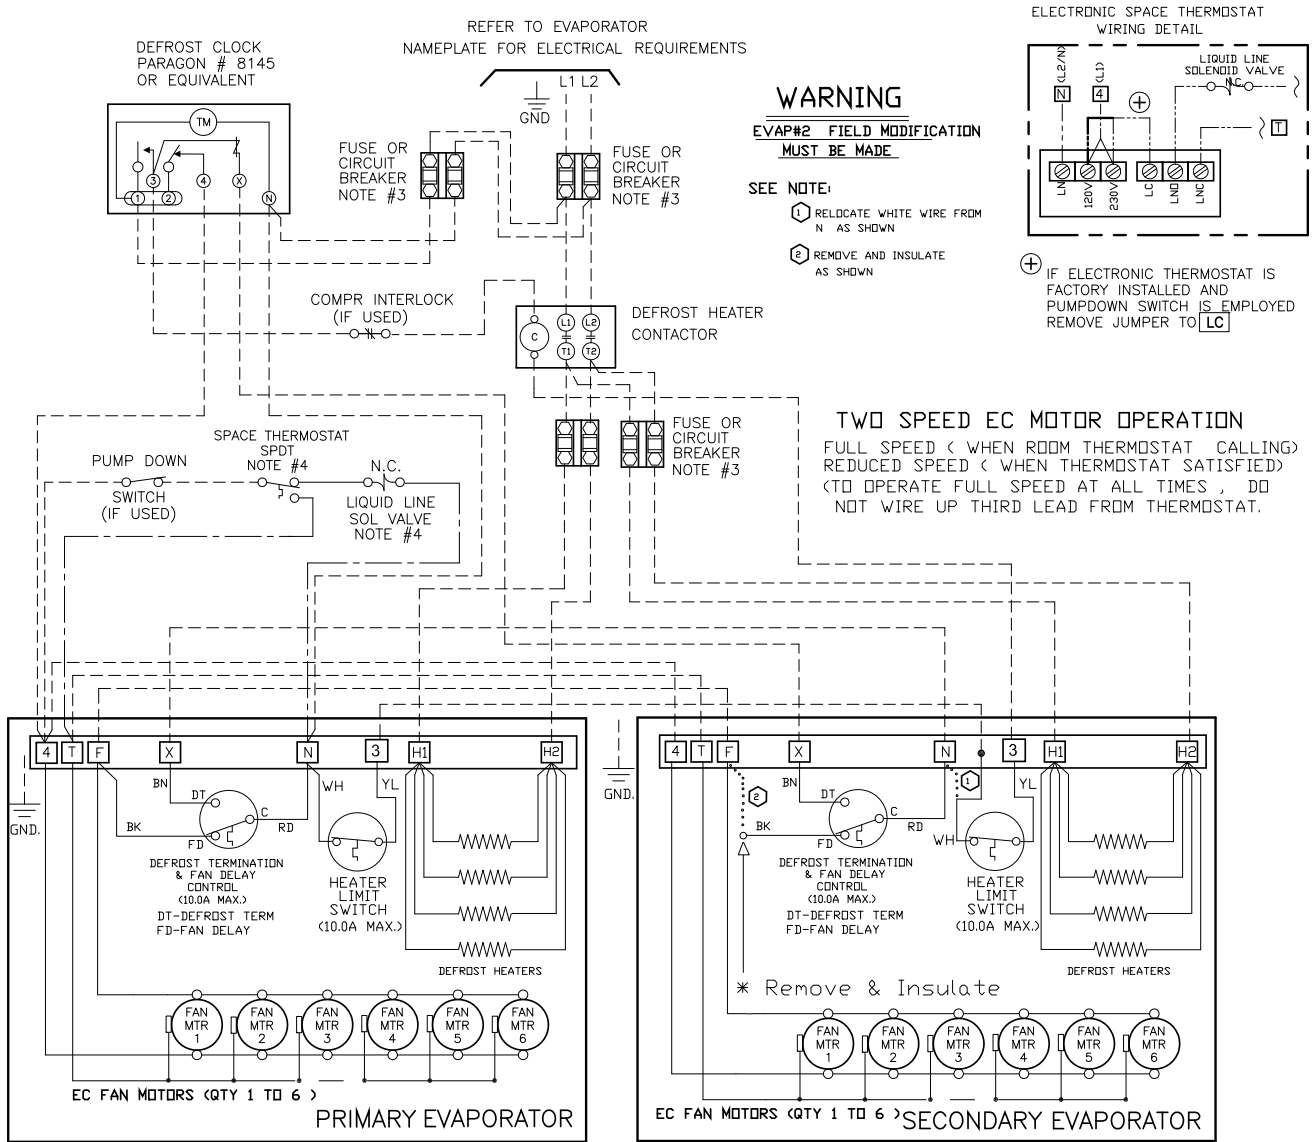 REFER TO EVAPORATOR
NAMEPLATE FOR ELECTRICAL REQUIREMENTS
L1 L2
GND
DEFROST CLOCK
PARAGON # 8145
OR EQUIVALENT
TM
3
4
X
1
2
N
FUSE OR
CIRCUIT
BREAKER
NOTE #3
FUSE OR
CIRCUIT
BREAKER
NOTE #3
WARNING
EVAP#2 FIELD MODIFICATION
MUST BE MADE
SEE NOTE:
1 RELOCATE WHITE WIRE FROM
N AS SHOWN
2 REMOVE AND INSULATE
AS SHOWN
ELECTRONIC SPACE THERMOSTAT
WIRING DETAIL
(L2/N)
(L1)
N
4
LIQUID LINE
SOLENOID VALVE
N.C.
T
LN
120V
230V
LC
LNO
LNC
IF ELECTRONIC THERMOSTAT IS
FACTORY INSTALLED AND
PUMPDOWN SWITCH IS EMPLOYED
REMOVE JUMPER TO LC
COMPR INTERLOCK
(IF USED)
C
L1
L2
T1
T2
DEFROST HEATER
CONTACTOR
FUSE OR
CIRCUIT
BREAKER
NOTE #3
TWO SPEED EC MOTOR OPERATION
FULL SPEED ( WHEN ROOM THERMOSTAT CALLING)
REDUCED SPEED ( WHEN THERMOSTAT SATISFIED)
(TO OPERATE FULL SPEED AT ALL TIMES , DO
NOT WIRE UP THIRD LEAD FROM THERMOSTAT.
PUMP DOWN
SWITCH
(IF USED)
SPACE THERMOSTAT
SPDT
NOTE #4
N.C.
LIQUID LINE
SOL VALVE
NOTE #4
4 T F X N 3 H1 H2
GND.
BN
DT
C
RD
BK
FD
WH
YL
DEFROST TERMINATION
& FAN DELAY
CONTROL
(10.0A MAX.)
DT-DEFROST TERM
FD-FAN DELAY
HEATER
LIMIT
SWITCH
(10.0A MAX.)
DEFROST HEATERS
FAN
MTR
1
FAN
MTR
2
FAN
MTR
3
FAN
MTR
4
FAN
MTR
5
FAN
MTR
6
EC FAN MOTORS (QTY 1 TO 6 )
PRIMARY EVAPORATOR
GND.
4 T F X N 3 H1 H2
2
1
BN
DT
C
RD
BK
FD
WH
YL
DEFROST TERMINATION
& FAN DELAY
CONTROL
(10.0A MAX.)
DT-DEFROST TERM
FD-FAN DELAY
HEATER
LIMIT
SWITCH
(10.0A MAX.)
DEFROST HEATERS
* Remove & Insulate
FAN
MTR
1
FAN
MTR
2
FAN
MTR
3
FAN
MTR
4
FAN
MTR
5
FAN
MTR
6
EC FAN MOTORS (QTY 1 TO 6 )
SECONDARY EVAPORATOR